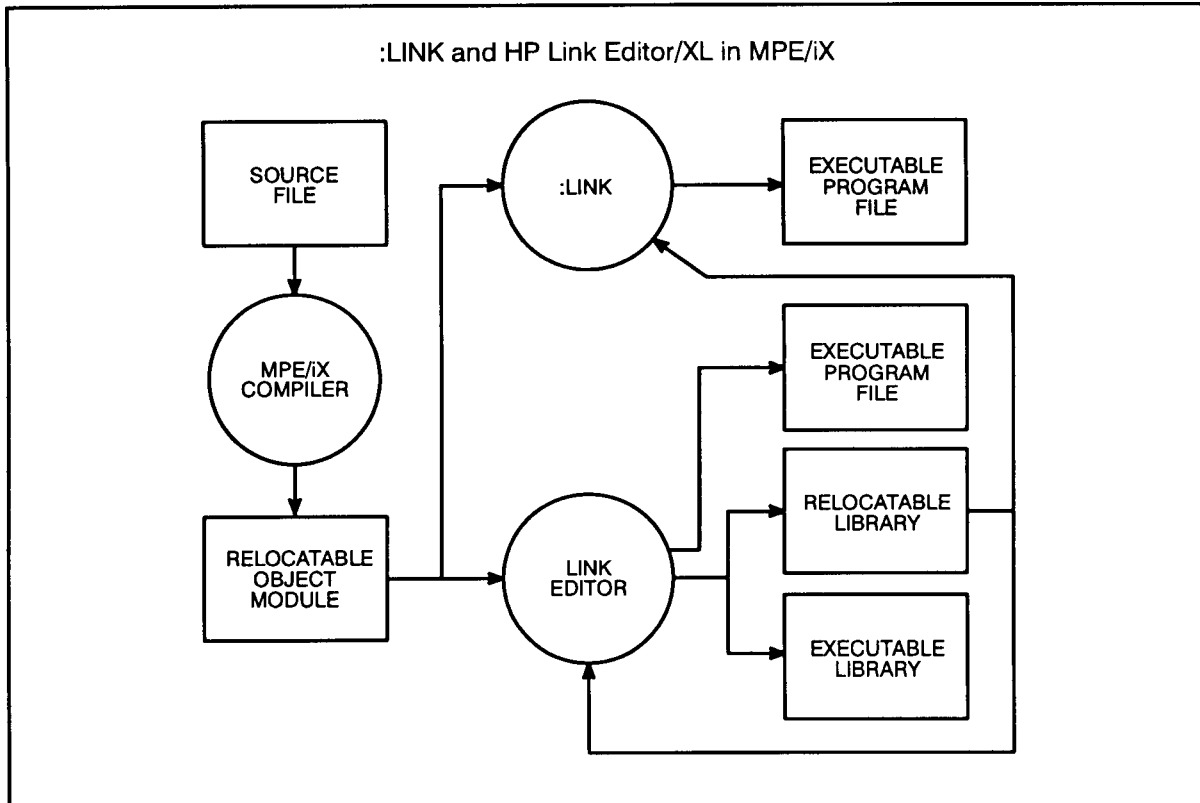 :LINK and HP Link Editor/XL in MPE/iX
SOURCE
FILE
:LINK
EXECUTABLE
PROGRAM
FILE
MPE/iX
COMPILER
EXECUTABLE
PROGRAM
FILE
RELOCATABLE
OBJECT
MODULE
LINK
EDITOR
RELOCATABLE
LIBRARY
EXECUTABLE
LIBRARY